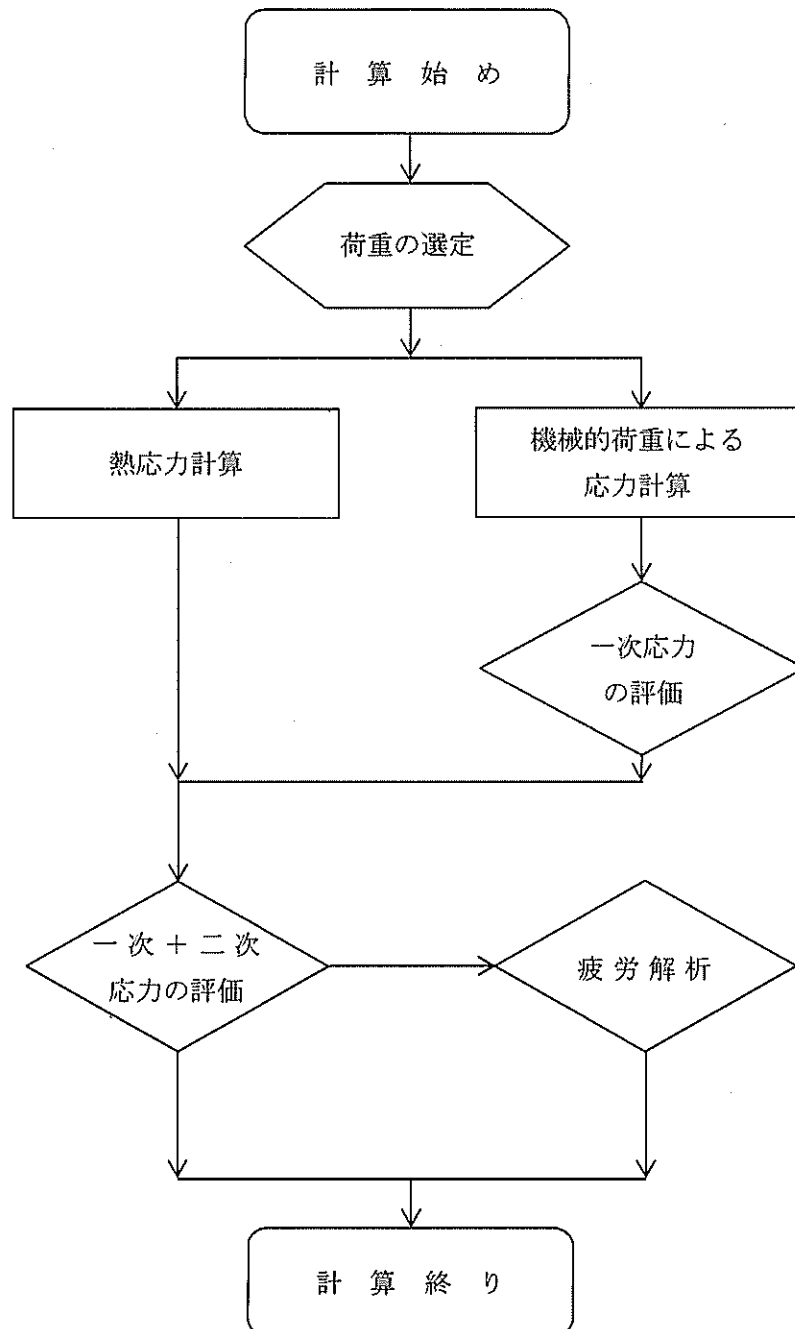 計算始め
荷重の選定
熱応力計算
機械的荷重による
応力計算
一次応力
の評価
一次＋二次
応力の評価
疲労解析
計算終り